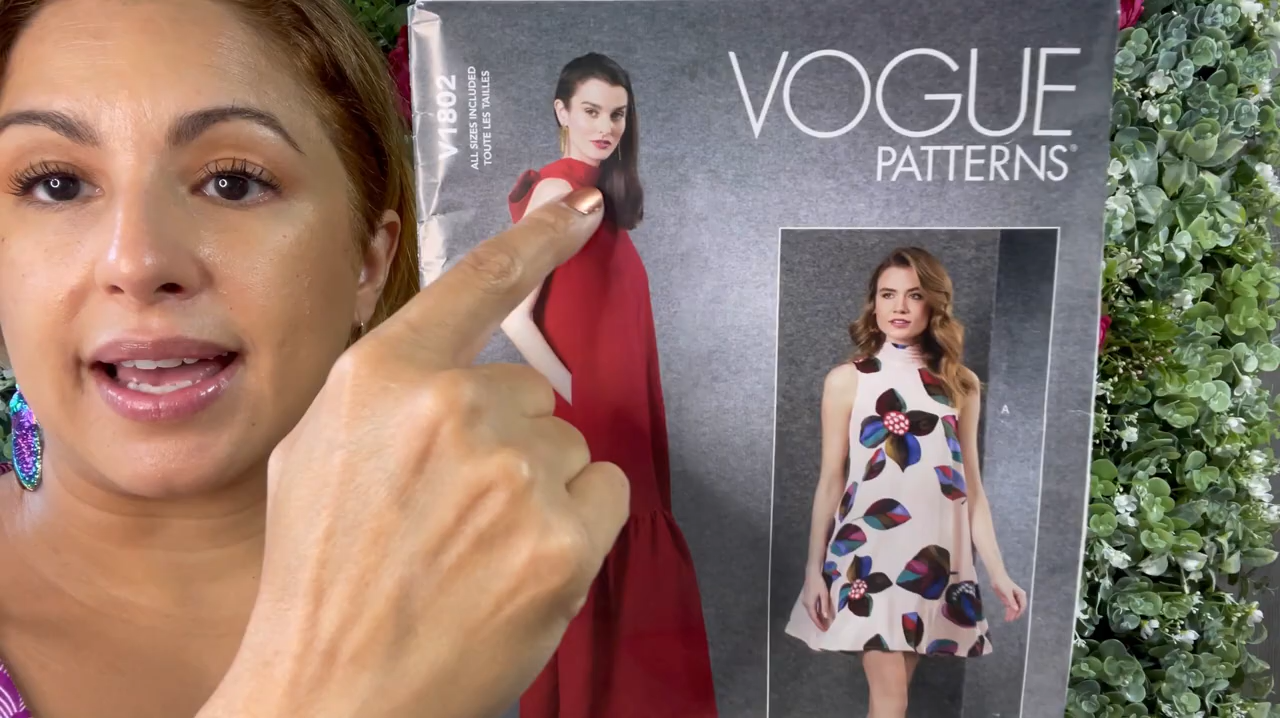 V1802
ALL SIZES INCLUDED
TOUTE LES TAILLES
VOGUE
PATTERNS®
A